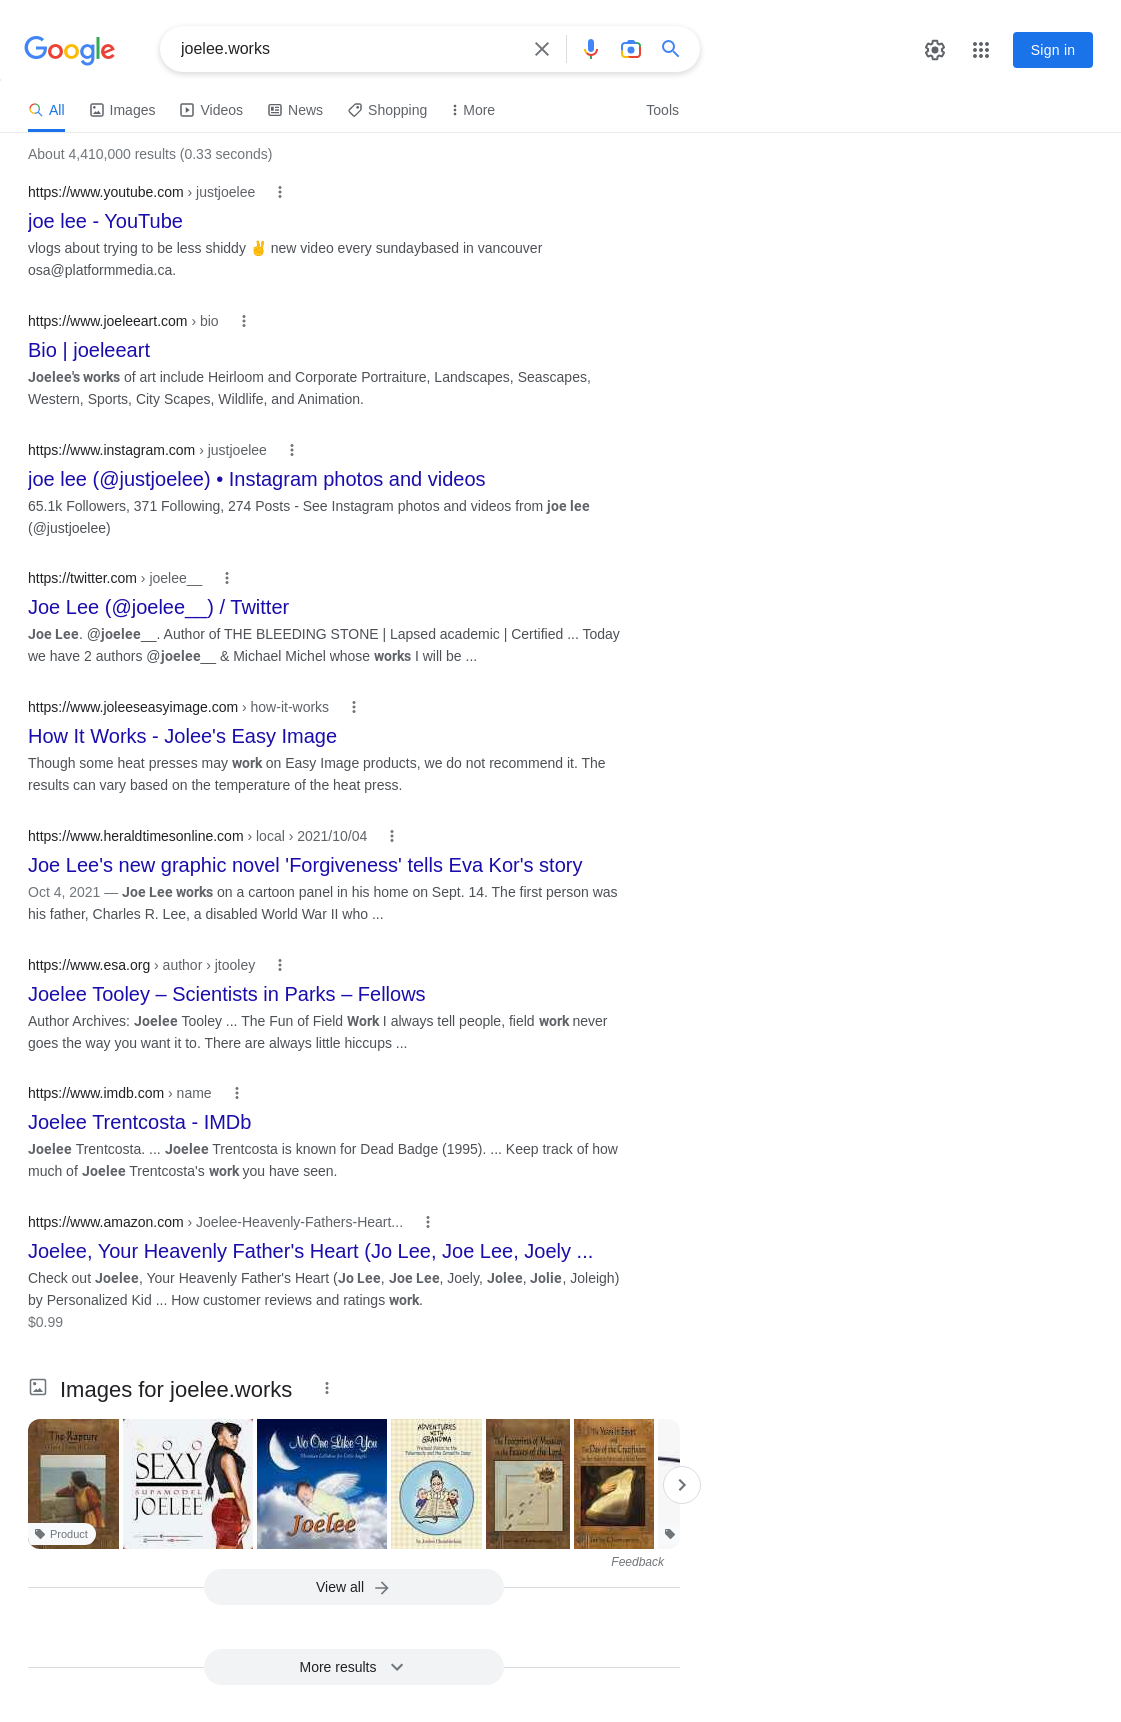 Google
joelee.works
Sign in
All
Images
Videos
News
Shopping
More
Tools
About 4,410,000 results (0.33 seconds)
https://www.youtube.com › justjoelee
joe lee - YouTube
vlogs about trying to be less shiddy ✌ new video every sundaybased in vancouver
osa@platformmedia.ca.
https://www.joeleeart.com › bio
Bio | joeleeart
Joelee's works of art include Heirloom and Corporate Portraiture, Landscapes, Seascapes,
Western, Sports, City Scapes, Wildlife, and Animation.
https://www.instagram.com › justjoelee
joe lee (@justjoelee) • Instagram photos and videos
65.1k Followers, 371 Following, 274 Posts - See Instagram photos and videos from joe lee
(@justjoelee)
https://twitter.com › joelee__
Joe Lee (@joelee__) / Twitter
Joe Lee. @joelee__. Author of THE BLEEDING STONE | Lapsed academic | Certified ... Today
we have 2 authors @joelee__ & Michael Michel whose works I will be ...
https://www.joleeseasyimage.com › how-it-works
How It Works - Jolee's Easy Image
Though some heat presses may work on Easy Image products, we do not recommend it. The
results can vary based on the temperature of the heat press.
https://www.heraldtimesonline.com › local › 2021/10/04
Joe Lee's new graphic novel 'Forgiveness' tells Eva Kor's story
Oct 4, 2021 — Joe Lee works on a cartoon panel in his home on Sept. 14. The first person was
his father, Charles R. Lee, a disabled World War II who ...
https://www.esa.org › author › jtooley
Joelee Tooley – Scientists in Parks – Fellows
Author Archives: Joelee Tooley ... The Fun of Field Work I always tell people, field work never
goes the way you want it to. There are always little hiccups ...
https://www.imdb.com › name
Joelee Trentcosta - IMDb
Joelee Trentcosta. ... Joelee Trentcosta is known for Dead Badge (1995). ... Keep track of how
much of Joelee Trentcosta's work you have seen.
https://www.amazon.com › Joelee-Heavenly-Fathers-Heart...
Joelee, Your Heavenly Father's Heart (Jo Lee, Joe Lee, Joely ...
Check out Joelee, Your Heavenly Father's Heart (Jo Lee, Joe Lee, Joely, Jolee, Jolie, Joleigh)
by Personalized Kid ... How customer reviews and ratings work.
$0.99
Images for joelee.works
The Rapture
Product
SOO
SEXY
SUPAMODEL
JOELEE
No One Like You
Joelee
ADVENTURES
WITH
GRANDMA
The Footprints of Messiah
in the Feasts of the Lord
The Years in Egypt
and
The Day of the Crucifixion
Feedback
View all
More results